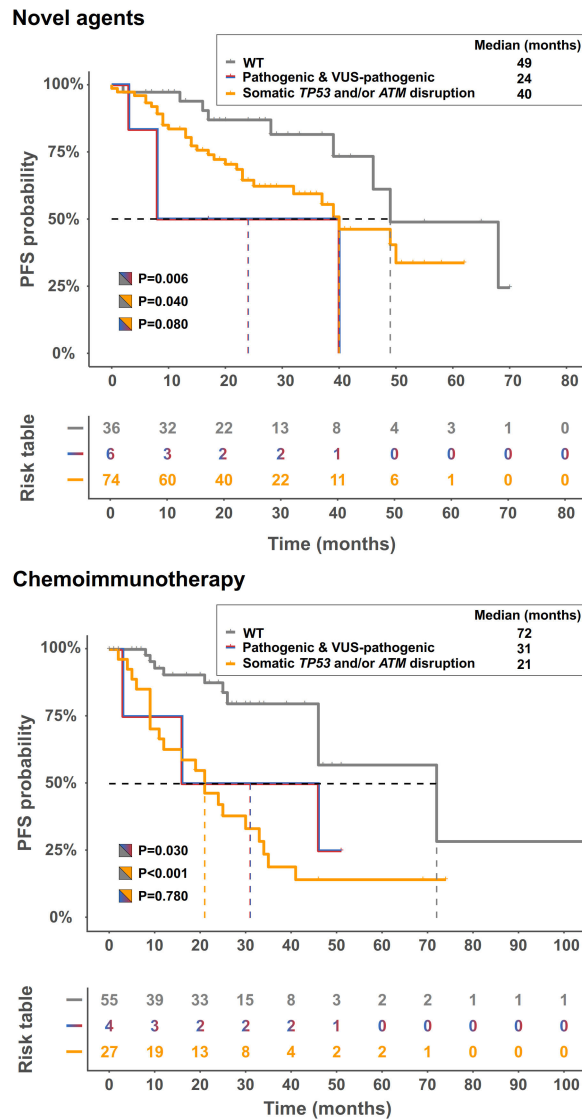 Novel agents
Median (months)
WT 49
Pathogenic & VUS-pathogenic 24
Somatic TP53 and/or ATM disruption 40
100%
75%
50%
25%
0%
PFS probability
P=0.006
P=0.040
P=0.080
0 10 20 30 40 50 60 70 80
Time (months)
Risk table
36 32 22 13 8 4 3 1 0
6 3 2 2 1 0 0 0 0
74 60 40 22 11 6 1 0 0
0 10 20 30 40 50 60 70 80
Time (months)
Chemoimmunotherapy
Median (months)
WT 72
Pathogenic & VUS-pathogenic 31
Somatic TP53 and/or ATM disruption 21
100%
75%
50%
25%
0%
PFS probability
P=0.030
P<0.001
P=0.780
0 10 20 30 40 50 60 70 80 90 100
Time (months)
Risk table
55 39 33 15 8 3 2 2 1 1 1
4 3 2 2 2 1 0 0 0 0 0
27 19 13 8 4 2 2 1 0 0 0
0 10 20 30 40 50 60 70 80 90 100
Time (months)